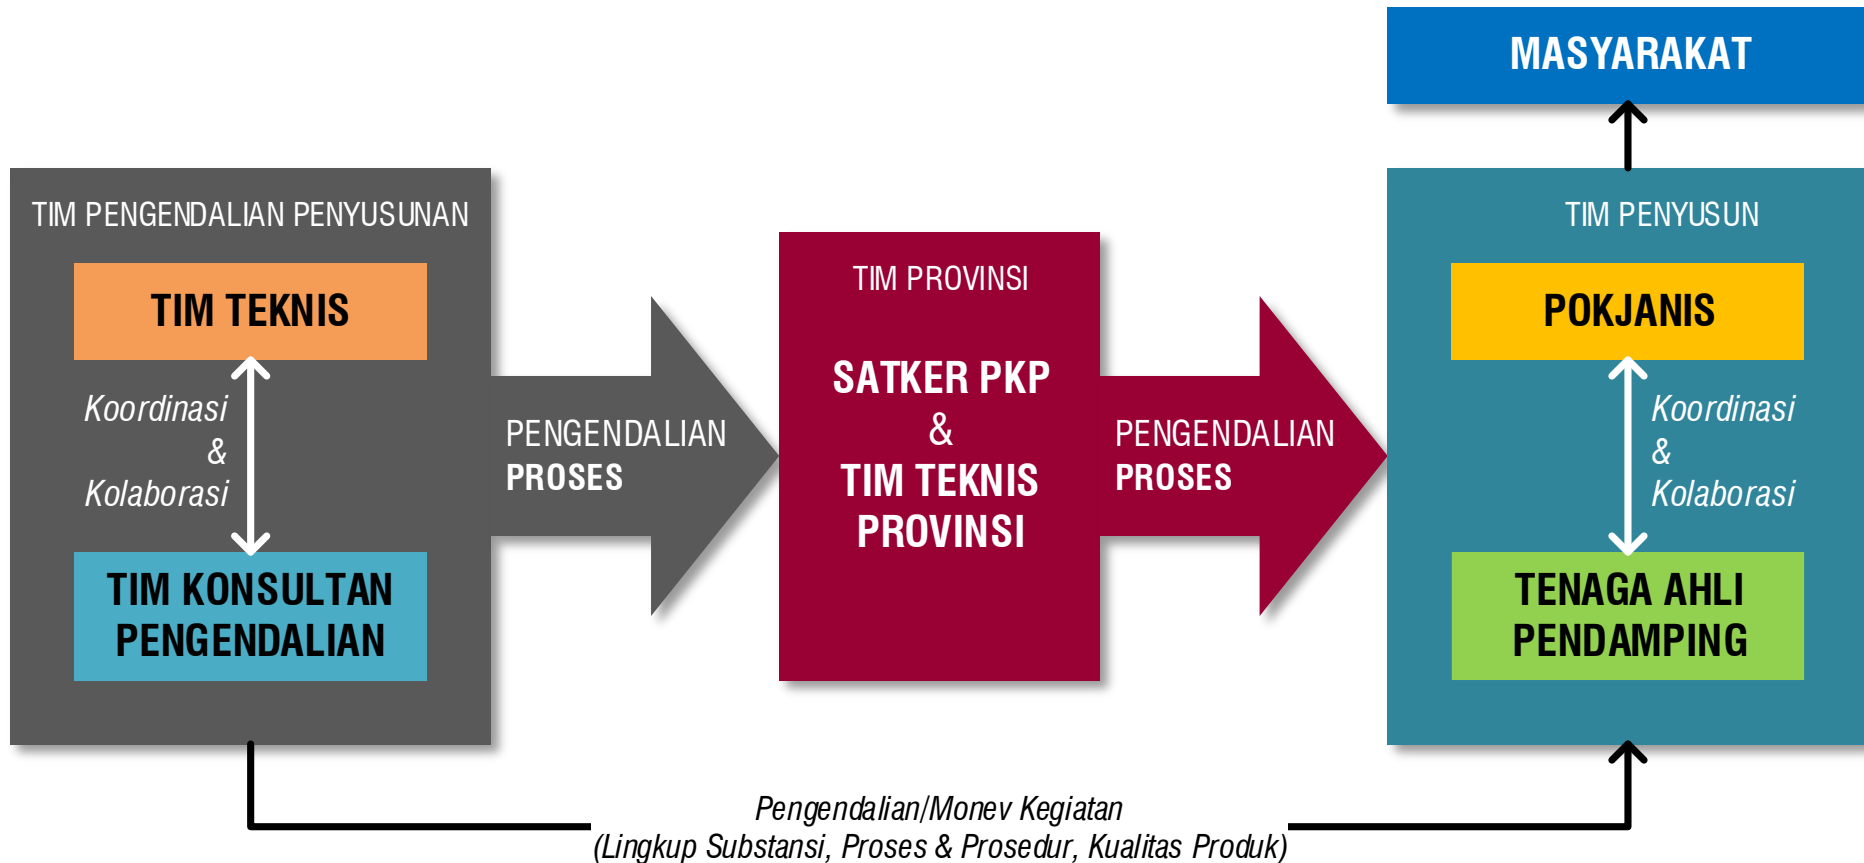 MASYARAKAT
TIM PENGENDALIAN PENYUSUNAN
TIM TEKNIS
Koordinasi
&
Kolaborasi
TIM KONSULTAN
PENGENDALIAN
PENGENDALIAN
PROSES
TIM PROVINSI
SATKER PKP
&
TIM TEKNIS
PROVINSI
PENGENDALIAN
PROSES
TIM PENYUSUN
POKJANIS
Koordinasi
&
Kolaborasi
TENAGA AHLI
PENDAMPING
Pengendalian/Monev Kegiatan
(Lingkup Substansi, Proses & Prosedur, Kualitas Produk)